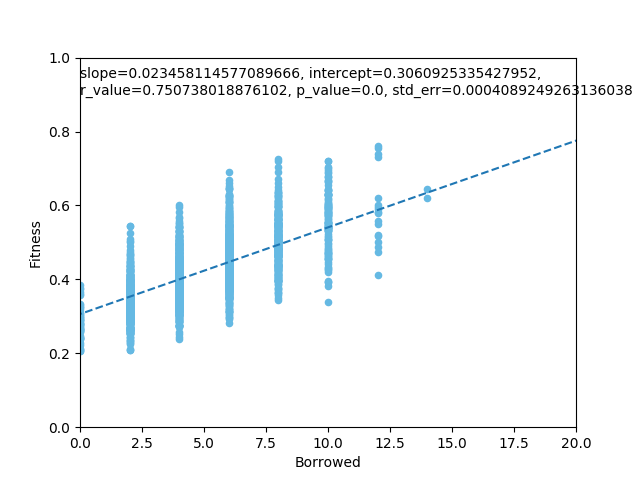 slope=0.023458114577089666, intercept=0.3060925335427952,
r_value=0.750738018876102, p_value=0.0, std_err=0.0004089249263136038
1.0
0.8
0.6
0.4
0.2
0.0
Fitness
0.0 2.5 5.0 7.5 10.0 12.5 15.0 17.5 20.0
Borrowed